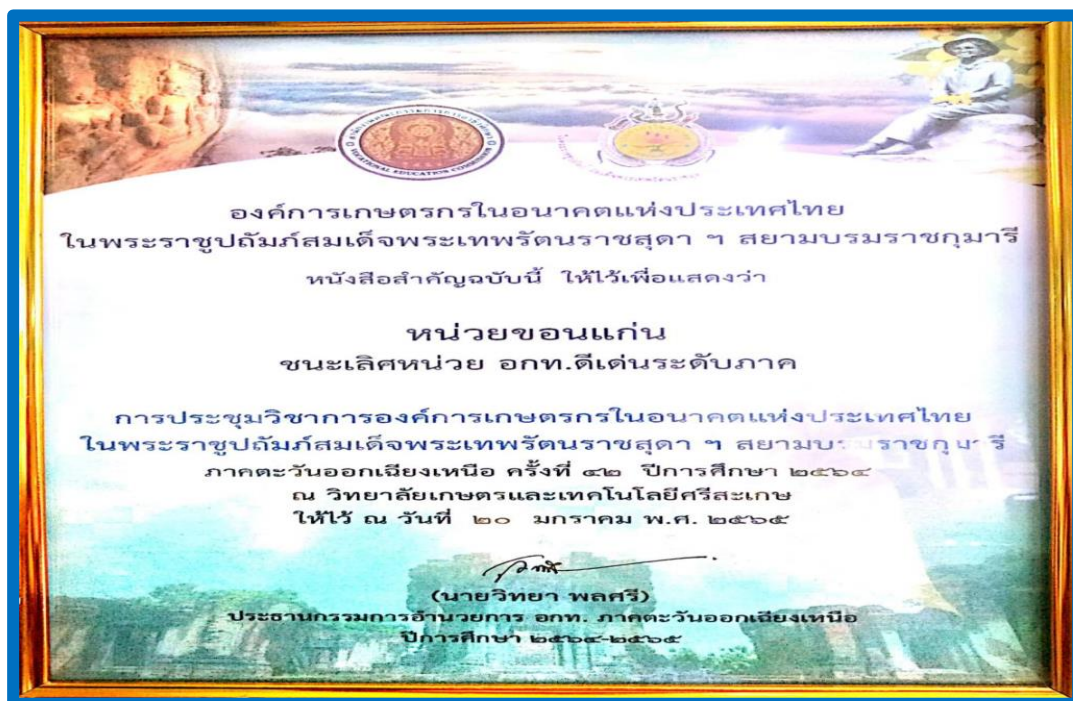 VOCATIONAL EDUCATION COMMISSION
องค์การเกษตรกรในอนาคตแห่งประเทศไทย
ในพระราชูปถัมภ์สมเด็จพระเทพรัตนราชสุดา ฯ สยามบรมราชกุมารี
หนังสือสำคัญฉบับนี้ ให้ไว้เพื่อแสดงว่า
หน่วยขอนแก่น
ชนะเลิศหน่วย อกท.ดีเด่นระดับภาค
การประชุมวิชาการองค์การเกษตรกรในอนาคตแห่งประเทศไทย
ในพระราชูปถัมภ์สมเด็จพระเทพรัตนราชสุดา ฯ สยามบรมราชกุมารี
ภาคตะวันออกเฉียงเหนือ ครั้งที่ ๔๒ ปีการศึกษา ๒๕๖๔
ณ วิทยาลัยเกษตรและเทคโนโลยีศรีสะเกษ
ให้ไว้ ณ วันที่ ๒๐ มกราคม พ.ศ. ๒๕๖๕
(นายวิทยา พลศรี)
ประธานกรรมการอำนวยการ อกท. ภาคตะวันออกเฉียงเหนือ
ปีการศึกษา ๒๕๖๔-๒๕๖๕